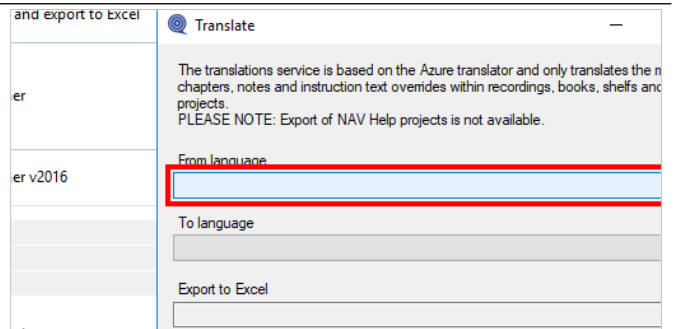 and export to Excel
Translate
The translations service is based on the Azure translator and only translates the
chapters, notes and instruction text overrides within recordings, books, shelfs and
projects.
PLEASE NOTE: Export of NAV Help projects is not available.
er
From language
er v2016
To language
Export to Excel